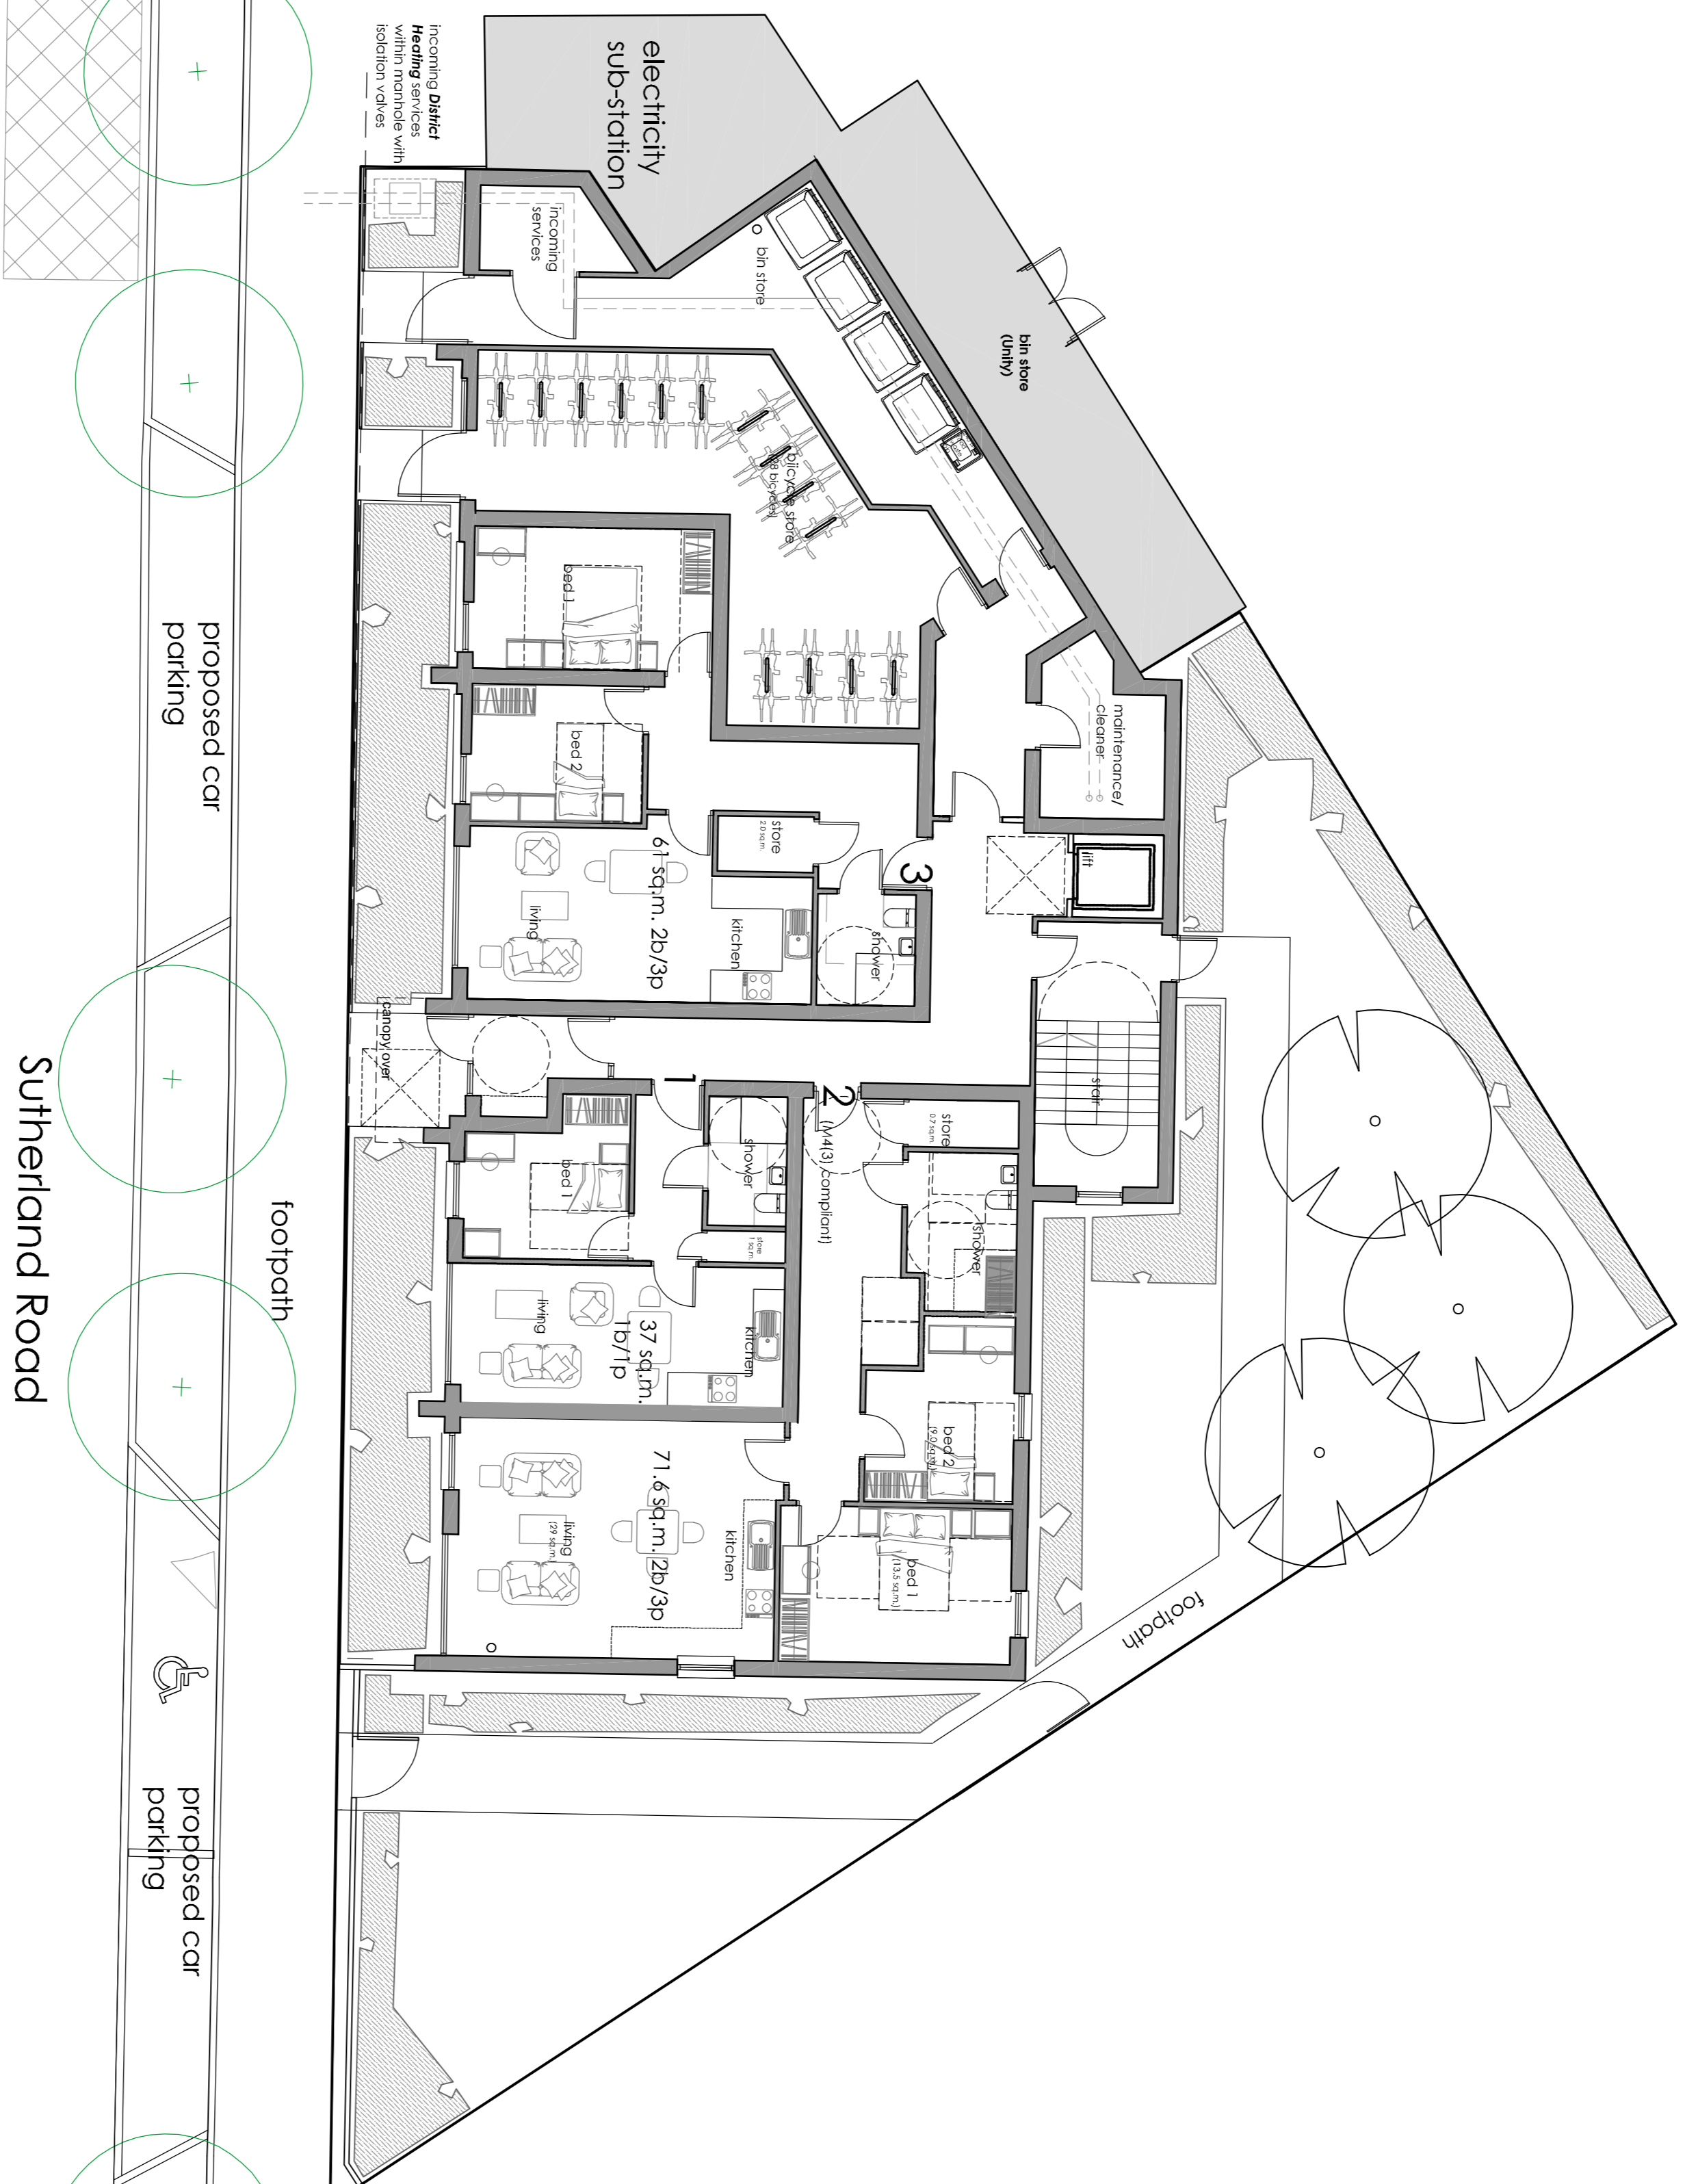 incoming District
Heating services
within manhole with
isolation valves
electricity
sub-station
incoming
services
bin store
bin store
(Unity)
biicycle store
(28 bicycles)
maintenance/
cleaner
lift
stair
3
store
2.0 sq.m.
shower
kitchen
61 sq.m. 2b/3p
living
bed 1
bed 2
canopy over
1
shower
store
1 sq.m.
bed 1
kitchen
37 sq.m.
1b/1p
living
2
(M4(3) compliant)
store
0.7 sq.m.
shower
bed 2
(9.0 sq.m.)
bed 1
(13.5 sq.m.)
kitchen
71.6 sq.m. 2b/3p
living
(29 sq.m.)
footpath
footpath
proposed car
parking
proposed car
parking
Sutherland Road